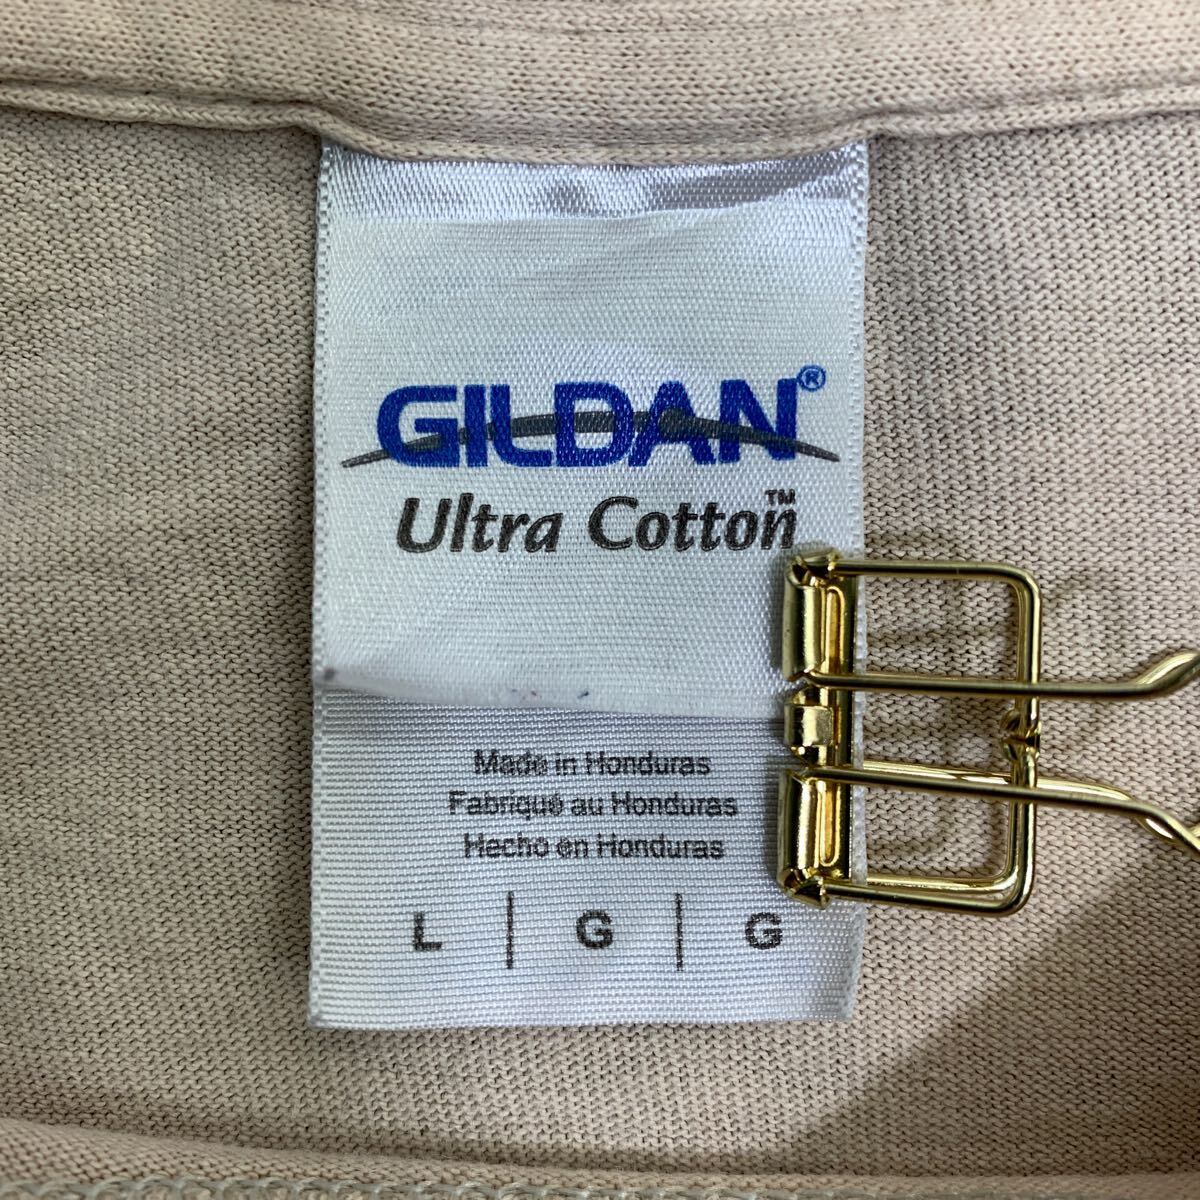 GILDAN®
Ultra Cotton™
Made in Honduras
Fabriqué au Honduras
Hecho en Honduras
L | G | G